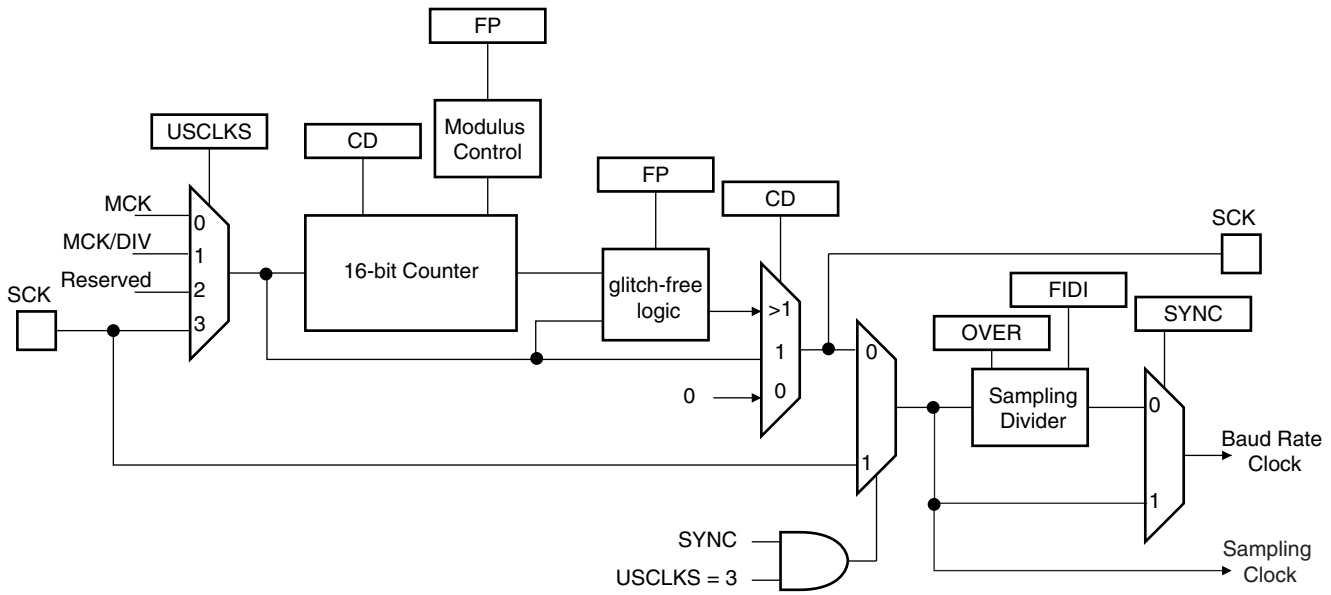 FP
Modulus
Control
USCLKS
CD
FP
CD
MCK
0
MCK/DIV
1
Reserved
2
SCK
3
16-bit Counter
glitch-free
logic
>1
1
0
0
SCK
FIDI
OVER
SYNC
0
Sampling
Divider
0
Baud Rate
Clock
1
1
SYNC
USCLKS = 3
Sampling
Clock